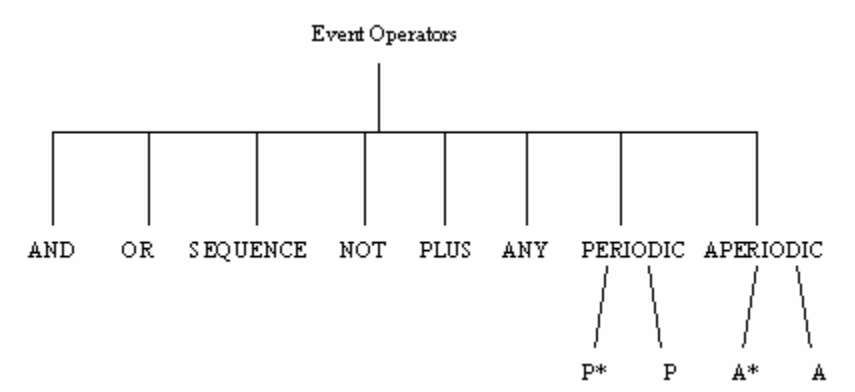 Event Operators
AND OR SEQUENCE NOT PLUS ANY PERIODIC APERIODIC
P* P A* A